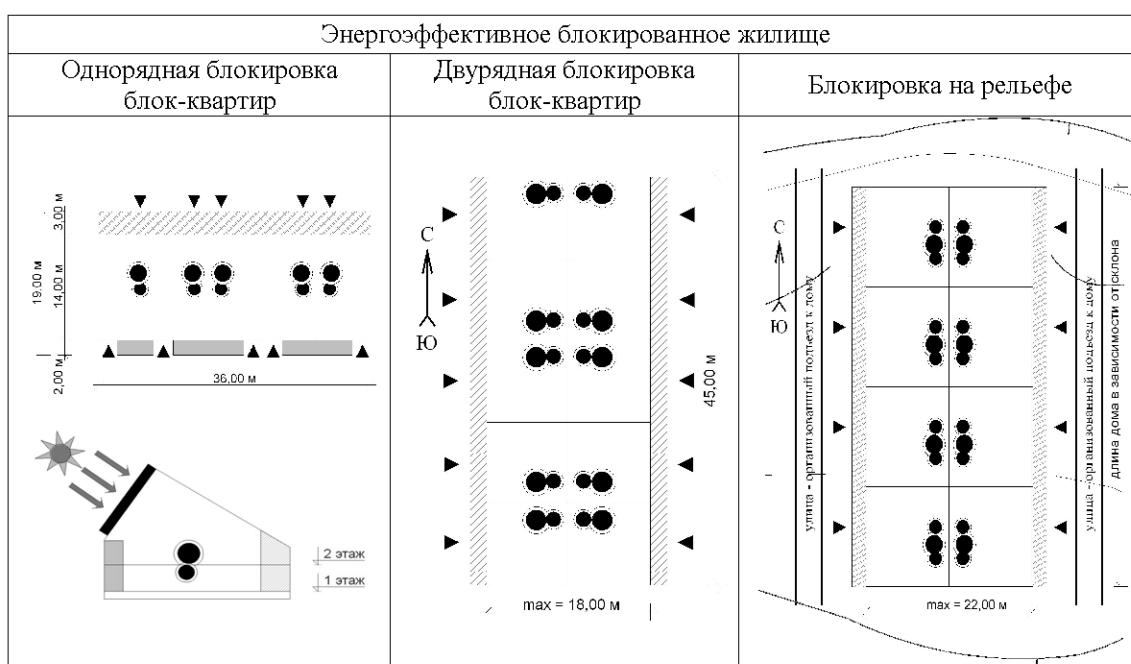 Энергоэффективное блокированное жилище
Однорядная блокировка
блок-квартир
Двурядная блокировка
блок-квартир
Блокировка на рельефе
3,00 м
19,00 м
14,00 м
2,00 м
36,00 м
2 этаж
1 этаж
С
Ю
45,00 м
max = 18,00 м
С
Ю
улица - организованный подъезд к дому
улица - организованный подъезд к дому
длина дома в зависимости от склона
max = 22,00 м